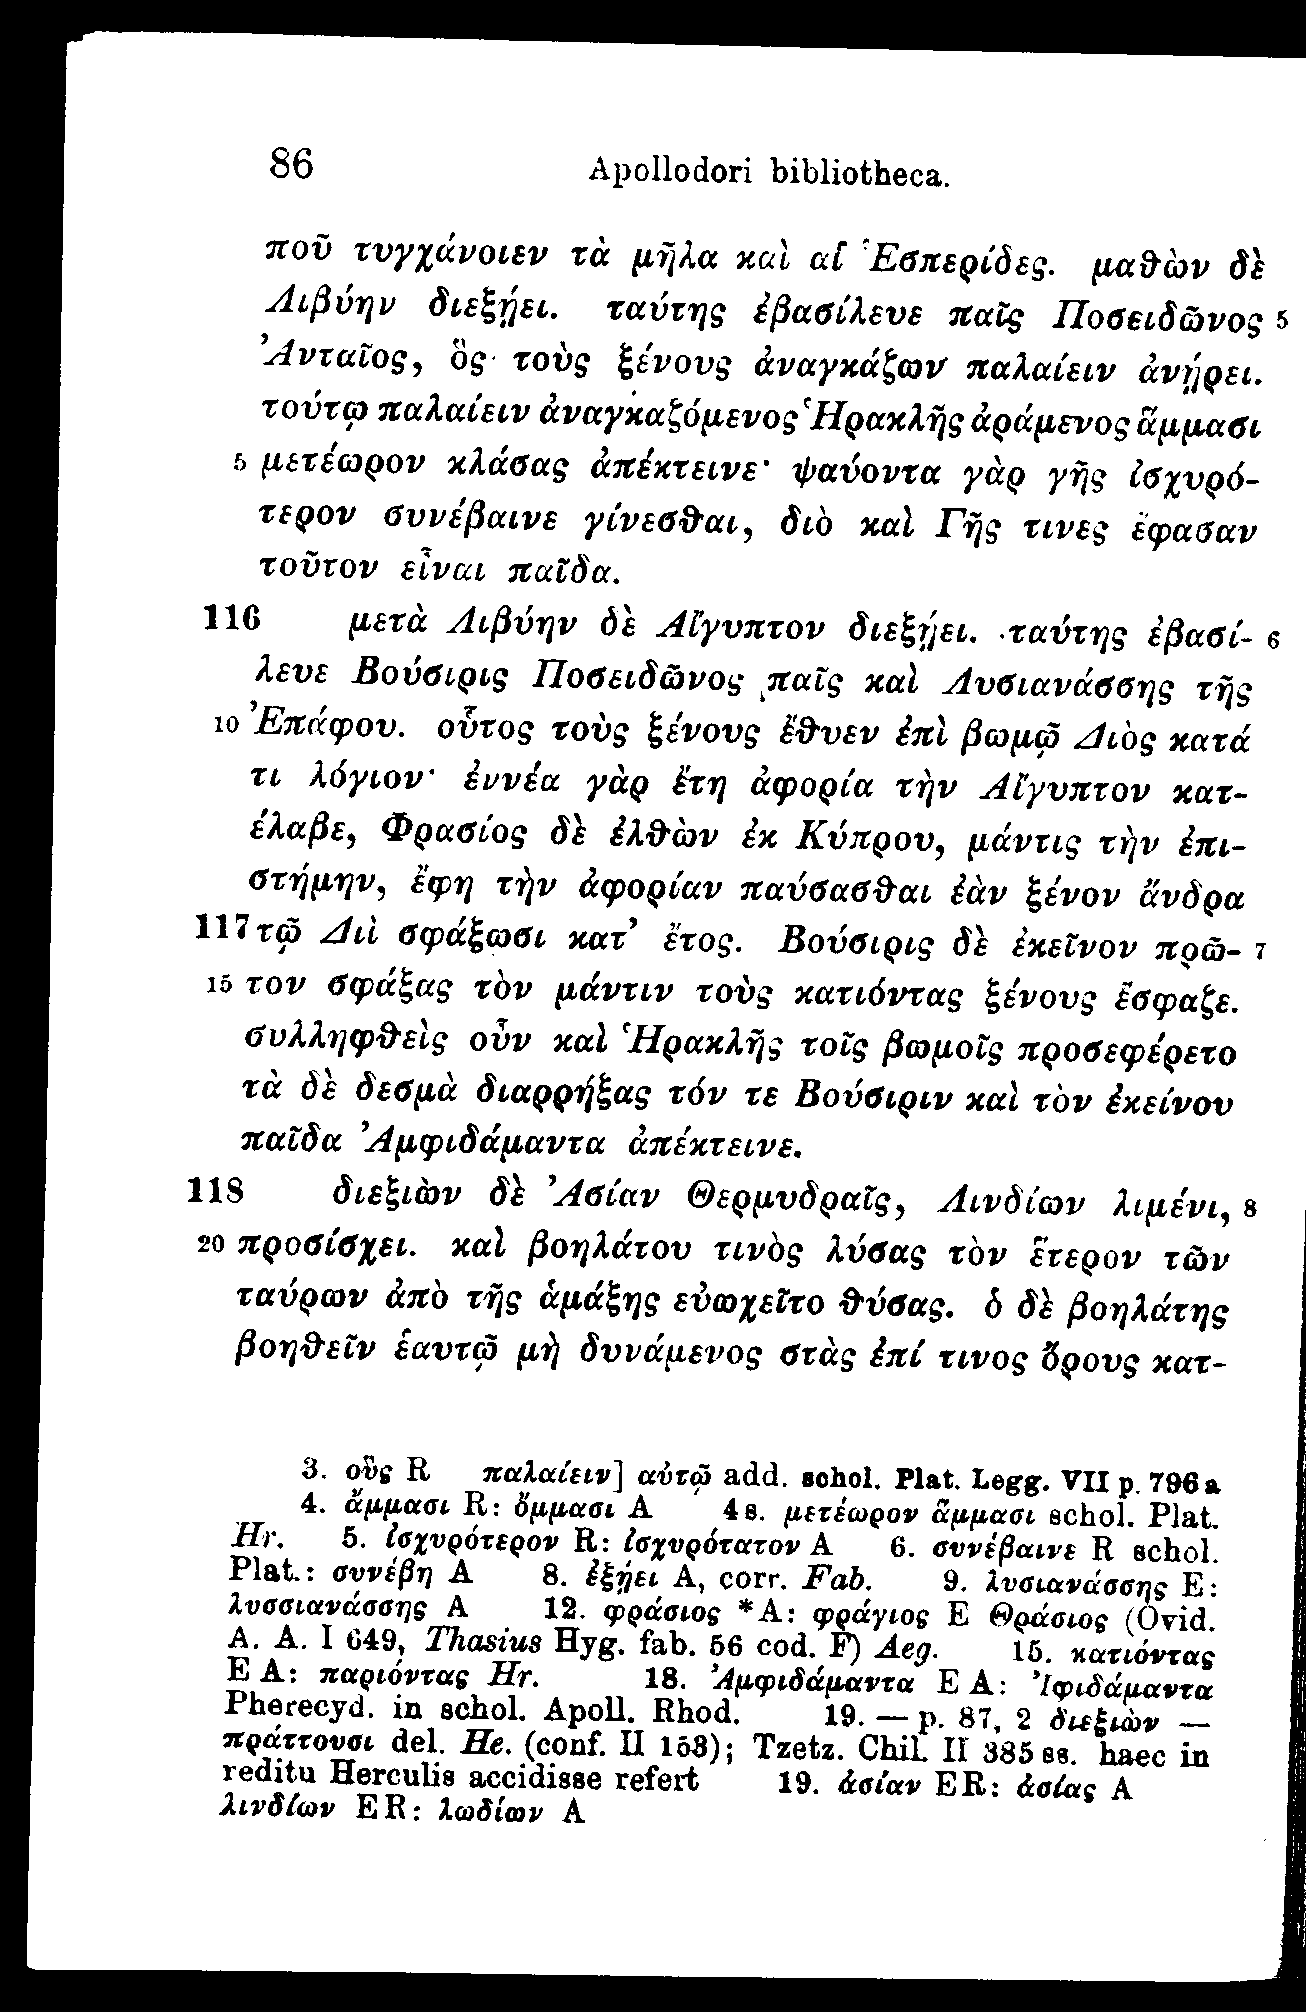 86 Apollodori bibliotheca.
ποῦ τυγχάνοιεν τὰ μῆλα καὶ αἱ Ἑσπερίδες. μαθὼν δὲ
Λιβύην διεξῄει. ταύτης ἐβασίλευε παῖς Ποσειδῶνος 5
Ἀνταῖος, ὃς τοὺς ξένους ἀναγκάζων παλαίειν ἀνῄρει.
τούτῳ παλαίειν ἀναγκαζόμενος Ἡρακλῆς ἀράμενος ἅμμασι
5 μετέωρον κλάσας ἀπέκτεινε· ψαύοντα γὰρ γῆς ἰσχυρό-
τερον συνέβαινε γίνεσθαι, διὸ καὶ Γῆς τινες ἔφασαν
τοῦτον εἶναι παῖδα.
116 μετὰ Λιβύην δὲ Αἴγυπτον διεξῄει. ταύτης ἐβασί- 6
λευε Βούσιρις Ποσειδῶνος παῖς καὶ Λυσιανάσσης τῆς
10 Ἐπάφου. οὗτος τοὺς ξένους ἔθυεν ἐπὶ βωμῷ Διὸς κατά
τι λόγιον· ἐννέα γὰρ ἔτη ἀφορία τὴν Αἴγυπτον κατ-
έλαβε, Φρασίος δὲ ἐλθὼν ἐκ Κύπρου, μάντις τὴν ἐπι-
στήμην, ἔφη τὴν ἀφορίαν παύσασθαι ἐὰν ξένον ἄνδρα
117 τῷ Διὶ σφάξωσι κατ’ ἔτος. Βούσιρις δὲ ἐκεῖνον πρῶ- 7
15 τον σφάξας τὸν μάντιν τοὺς κατιόντας ξένους ἔσφαζε.
συλληφθεὶς οὖν καὶ Ἡρακλῆς τοῖς βωμοῖς προσεφέρετο
τὰ δὲ δεσμὰ διαρρήξας τόν τε Βούσιριν καὶ τὸν ἐκείνου
παῖδα Ἀμφιδάμαντα ἀπέκτεινε.
118 διεξιὼν δὲ Ἀσίαν Θερμυδραῖς, Λινδίων λιμένι, 8
20 προσίσχει. καὶ βοηλάτου τινὸς λύσας τὸν ἕτερον τῶν
ταύρων ἀπὸ τῆς ἁμάξης εὐωχεῖτο θύσας. ὁ δὲ βοηλάτης
βοηθεῖν ἑαυτῷ μὴ δυνάμενος στὰς ἐπί τινος ὄρους κατ-
3. οὓς R παλαίειν] αὐτῷ add. schol. Plat. Legg. VII p. 796 a
4. ἅμμασι R: ὄμμασι A 4 s. μετέωρον ἅμμασι schol. Plat.
Hr. 5. ἰσχυρότερον R: ἰσχυρότατον A 6. συνέβαινε R schol.
Plat.: συνέβη A 8. ἐξῄει A, corr. Fab. 9. λυσιανάσσης E:
λυσσιανάσσης A 12. φράσιος *A: φράγιος E Θράσιος (Ovid.
A. A. I 649, Thasius Hyg. fab. 56 cod. F) Aeg. 15. κατιόντας
E A: παριόντας Hr. 18. Ἀμφιδάμαντα E A: Ἰφιδάμαντα
Pherecyd. in schol. Apoll. Rhod. 19. — p. 87, 2 διεξιὼν —
πράττουσι del. He. (conf. II 153); Tzetz. Chil. II 385 ss. haec in
reditu Herculis accidisse refert 19. ἀσίαν E R: ἀσίας A
λινδίων E R: λωδίων A